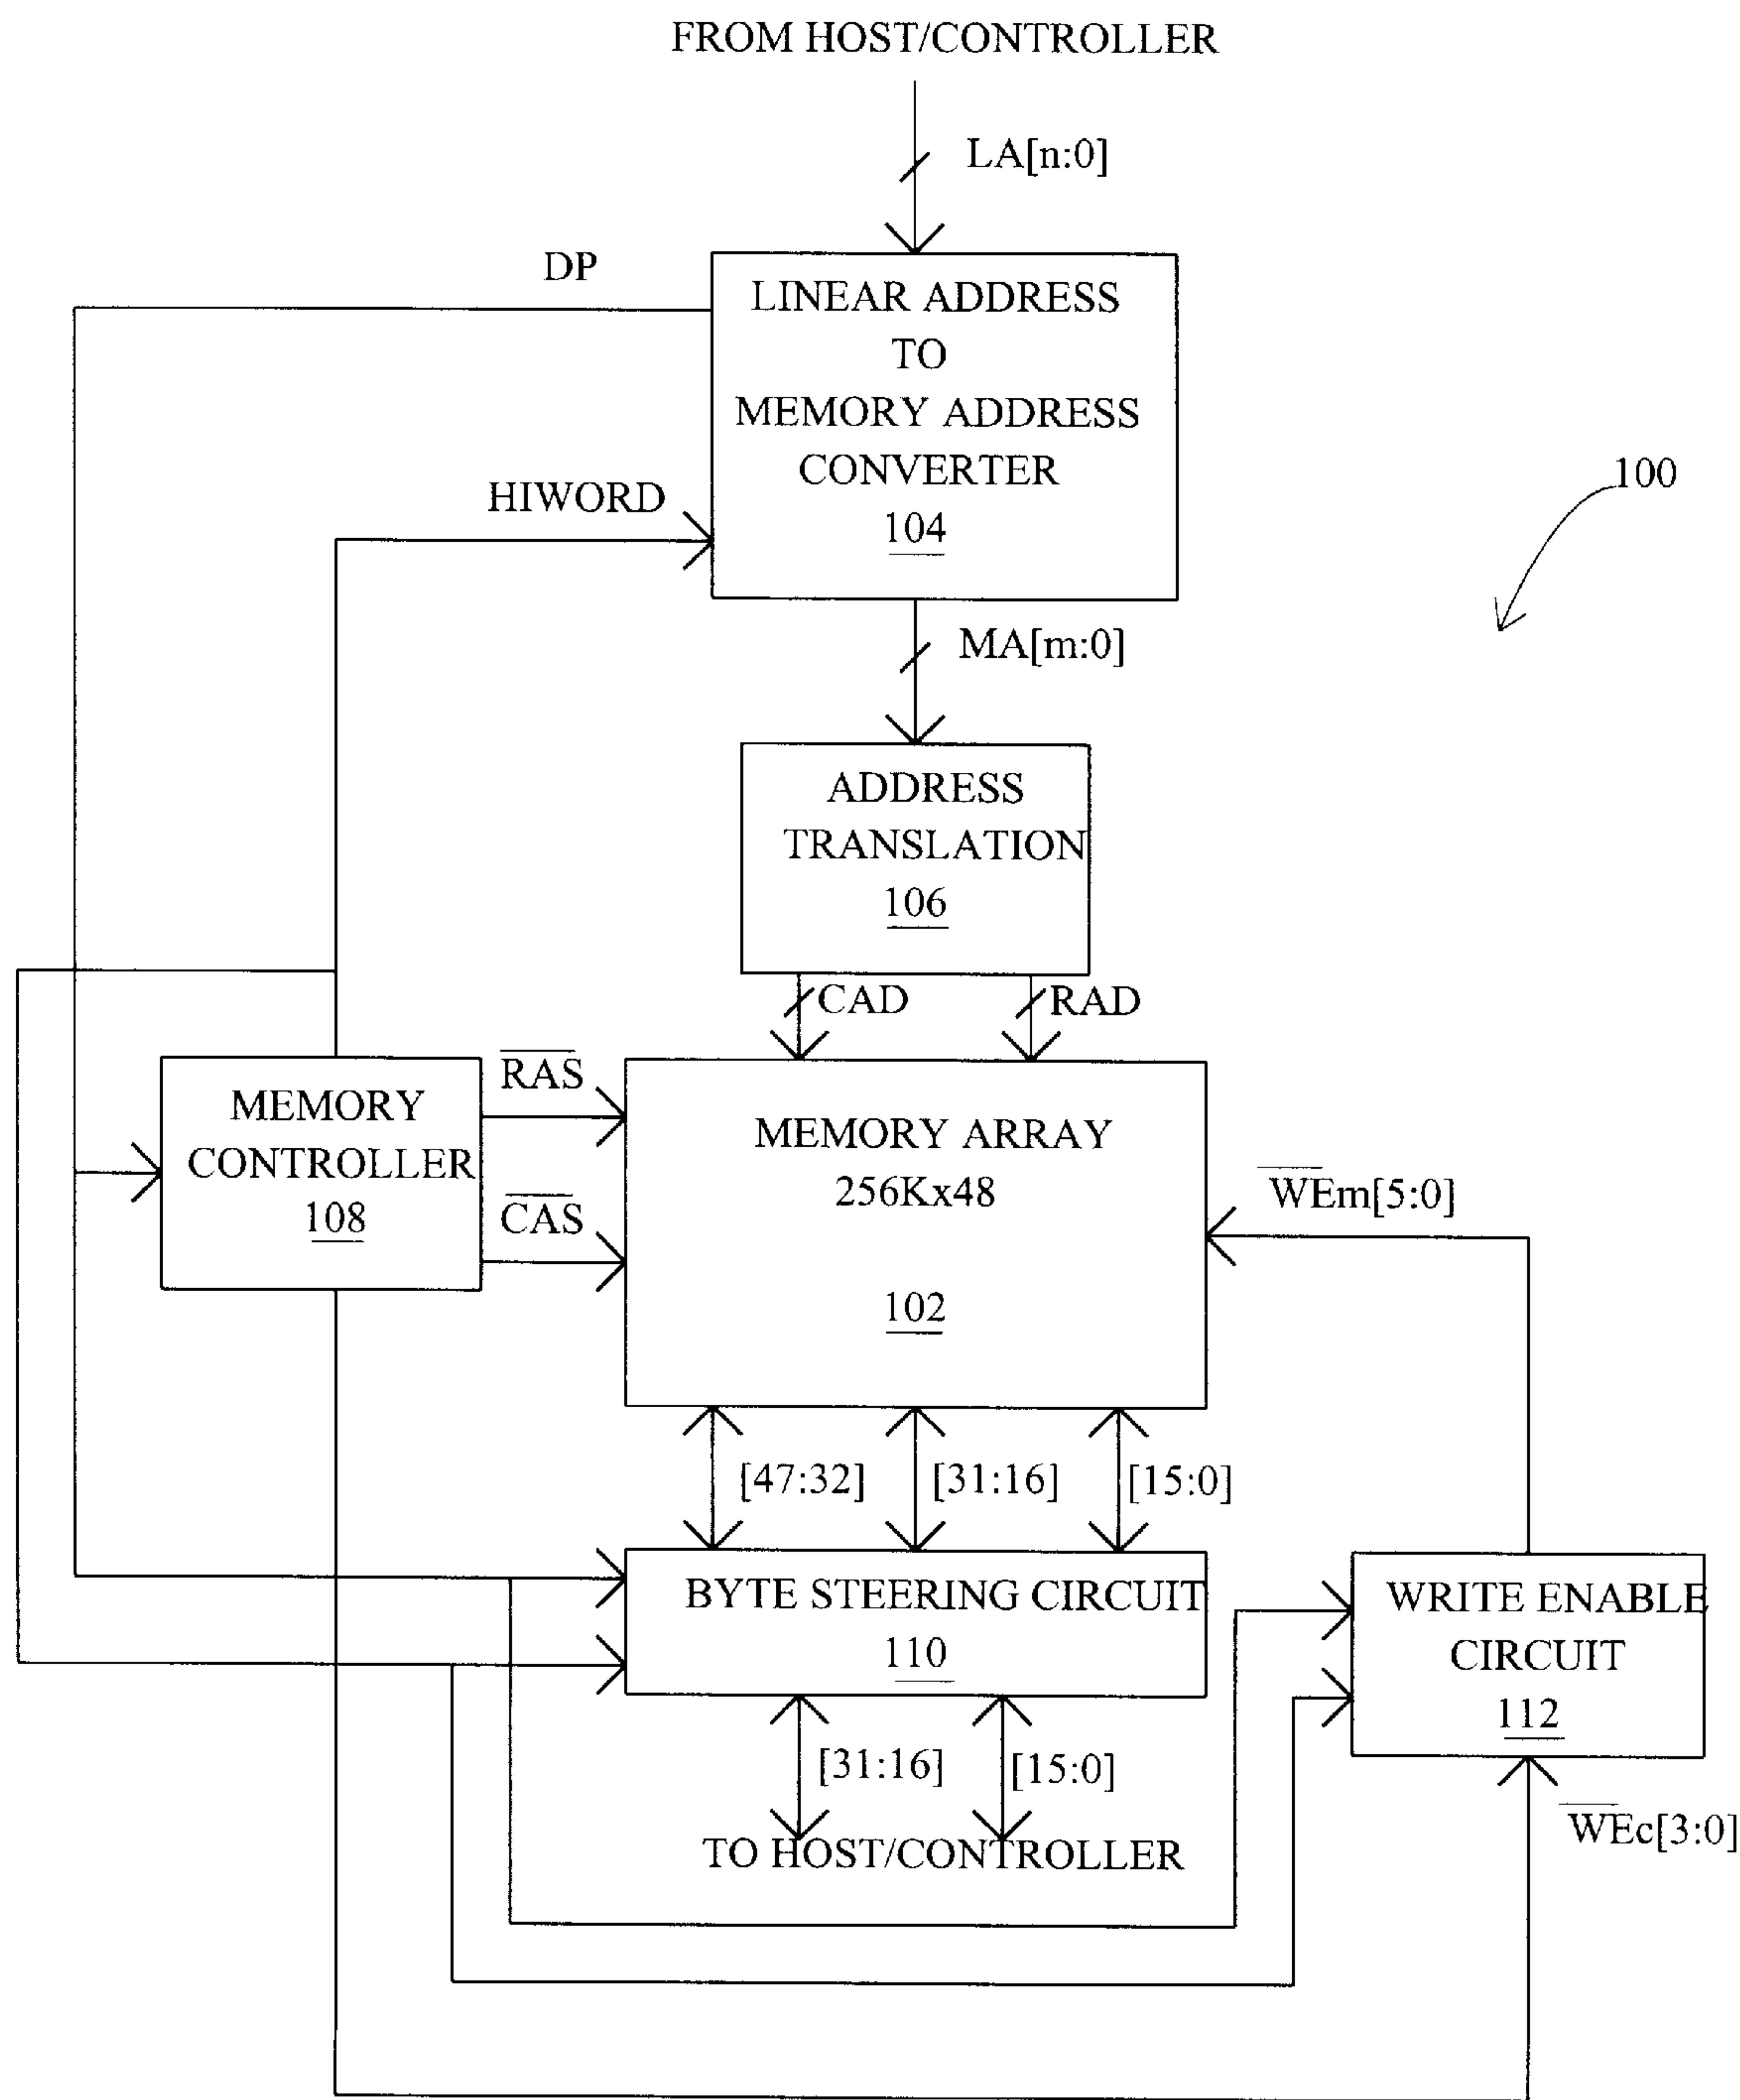 FROM HOST/CONTROLLER
LA[n:0]
DP
LINEAR ADDRESS
TO
MEMORY ADDRESS
CONVERTER
104
HIWORD
100
MA[m:0]
ADDRESS
TRANSLATION
106
CAD
RAD
MEMORY
CONTROLLER
108
RAS
CAS
MEMORY ARRAY
256Kx48
102
WEm[5:0]
[47:32]
[31:16]
[15:0]
BYTE STEERING CIRCUIT
110
WRITE ENABLE
CIRCUIT
112
[31:16]
[15:0]
TO HOST/CONTROLLER
WEc[3:0]